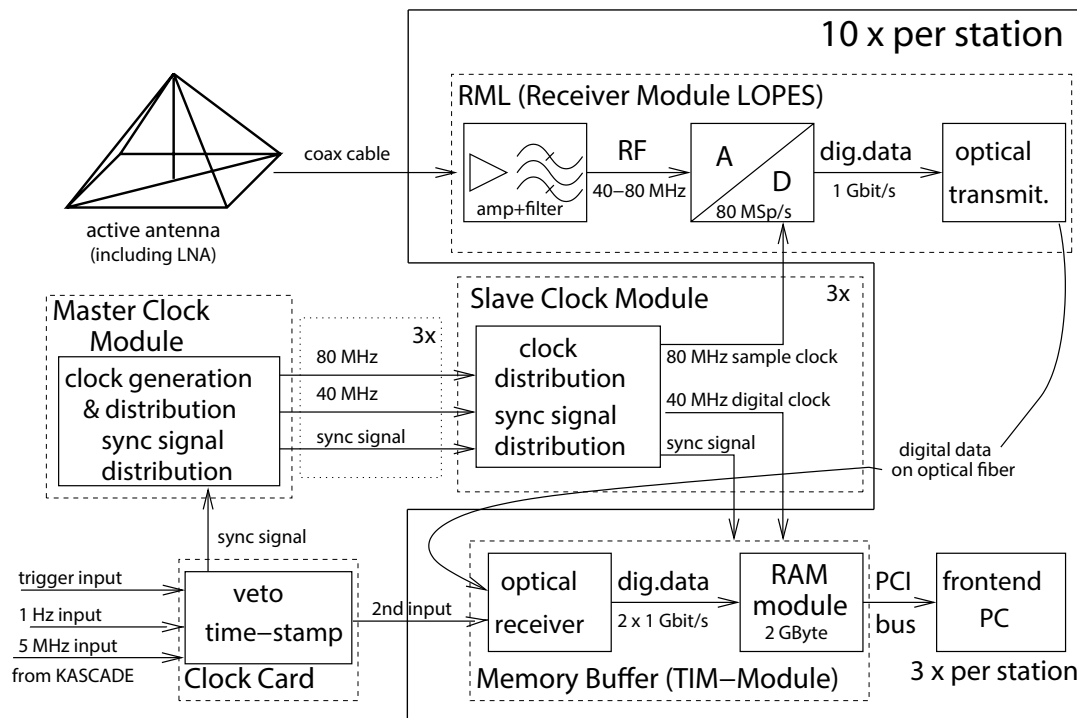 10 x per station
RML (Receiver Module LOPES)
coax cable
amp+filter
RF
40−80 MHz
A
D
80 MSp/s
dig.data
1 Gbit/s
optical
transmit.
active antenna
(including LNA)
Master Clock
Module
clock generation
& distribution
sync signal
distribution
3x
80 MHz
40 MHz
sync signal
Slave Clock Module
3x
clock
distribution
sync signal
distribution
80 MHz sample clock
40 MHz digital clock
sync signal
digital data
on optical fiber
sync signal
trigger input
1 Hz input
5 MHz input
from KASCADE
veto
time−stamp
Clock Card
2nd input
optical
receiver
dig.data
2 x 1 Gbit/s
RAM
module
2 GByte
Memory Buffer (TIM−Module)
PCI
bus
frontend
PC
3 x per station